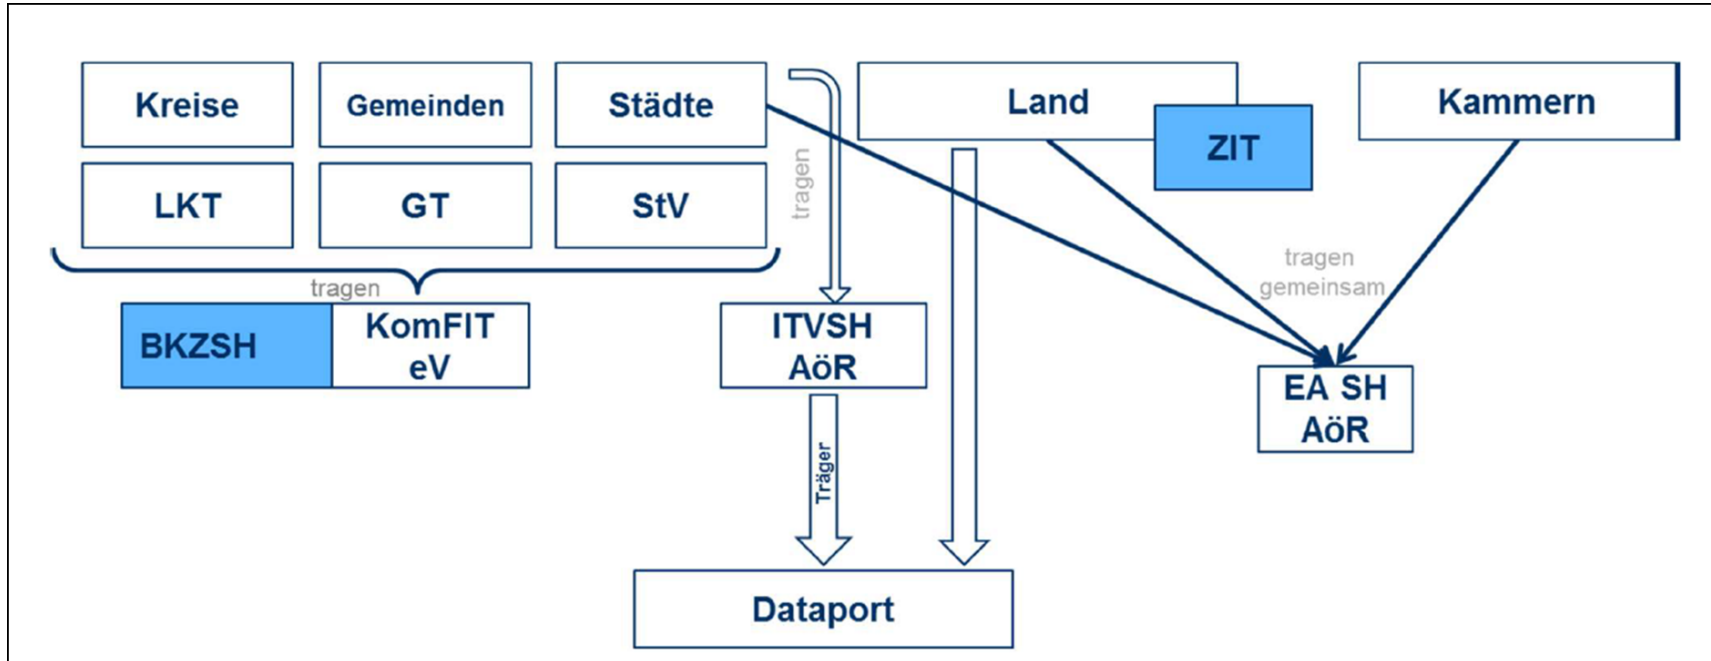 Kreise
Gemeinden
Städte
Land
ZIT
Kammern
LKT
GT
StV
tragen
tragen
tragen
gemeinsam
BKZSH
KomFIT
eV
ITVSH
AöR
EA SH
AöR
Träger
Dataport